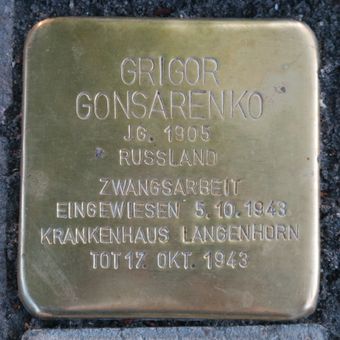 GRIGOR
GONSARENKO
JG. 1905
RUSSLAND
ZWANGSARBEIT
EINGEWIESEN 5.10.1943
KRANKENHAUS LANGENHORN
TOT 17. OKT. 1943